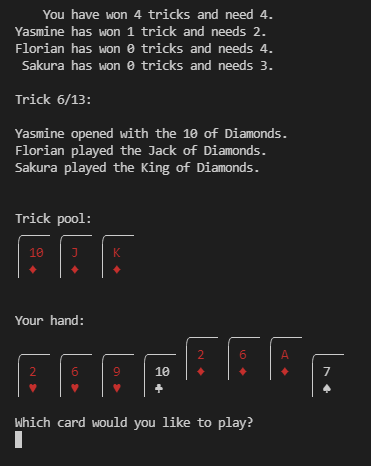 You have won 4 tricks and need 4.
Yasmine has won 1 trick and needs 2.
Florian has won 0 tricks and needs 4.
Sakura has won 0 tricks and needs 3.
Trick 6/13:
Yasmine opened with the 10 of Diamonds.
Florian played the Jack of Diamonds.
Sakura played the King of Diamonds.
Trick pool:
10 J K
♦ ♦ ♦
Your hand:
2 6 A
♦ ♦ ♦
2 6 9 10 7
♥ ♥ ♥ ♣ ♠
Which card would you like to play?